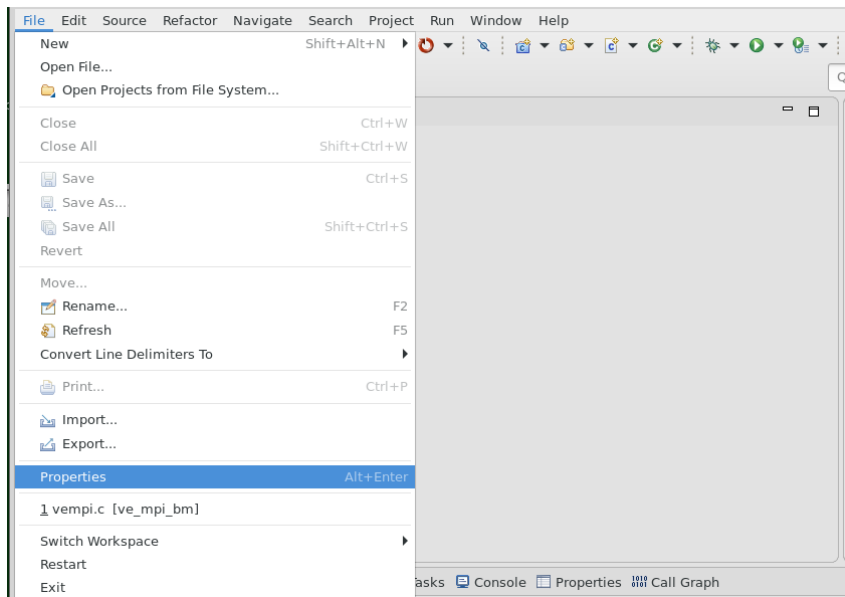 File Edit Source Refactor Navigate Search Project Run Window Help
New Shift+Alt+N
Open File...
Open Projects from File System...
Close Ctrl+W
Close All Shift+Ctrl+W
Save Ctrl+S
Save As...
Save All Shift+Ctrl+S
Revert
Move...
Rename... F2
Refresh F5
Convert Line Delimiters To
Print... Ctrl+P
Import...
Export...
Properties Alt+Enter
1 vempi.c [ve_mpi_bm]
Switch Workspace
Restart
Exit
asks Console Properties Call Graph